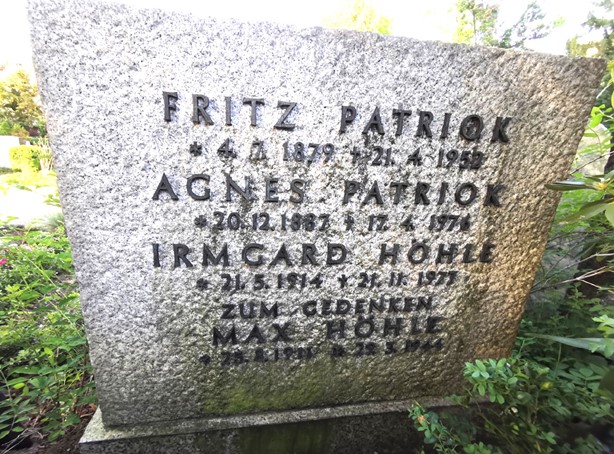 FRITZ PATRIOK
* 4. 7. 1879 + 21. 4. 1952
AGNES PATRIOK
* 20. 12. 1887 + 17. 4. 1974
IRMGARD HÖHLE
* 21. 5. 1914 + 21. 11. 1977
ZUM GEDENKEN
MAX HÖHLE